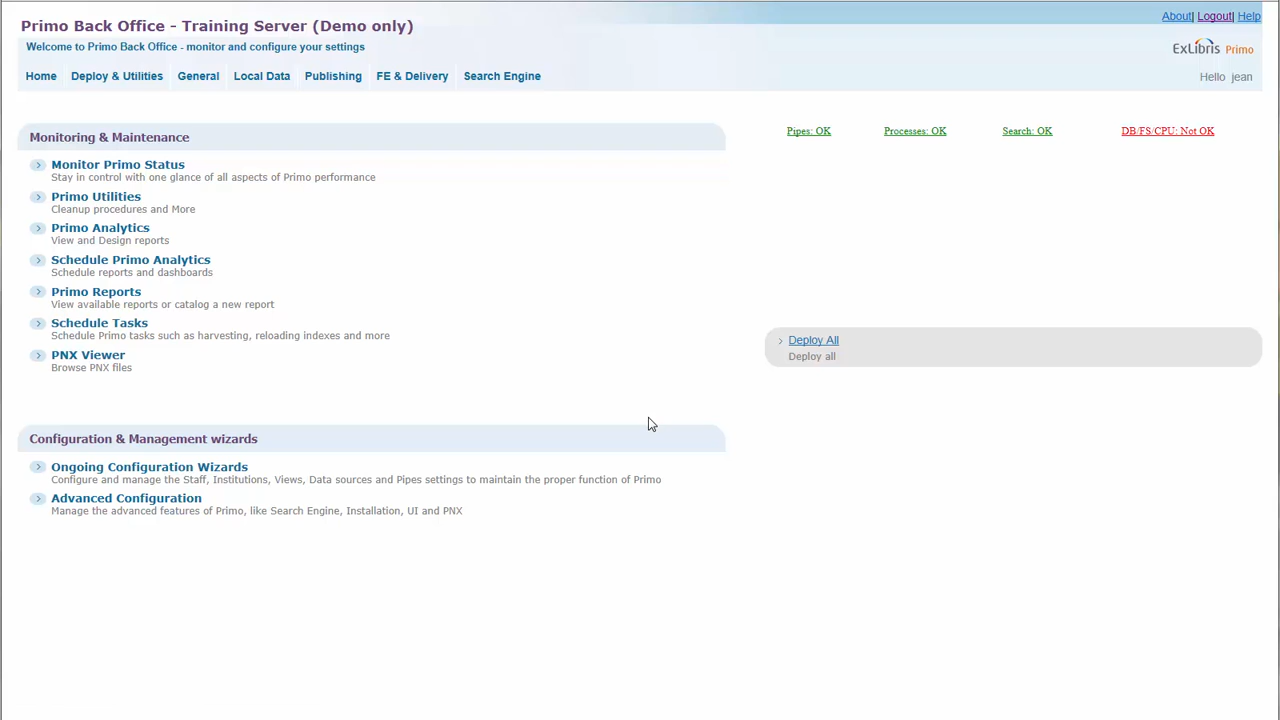 Primo Back Office - Training Server (Demo only)
About| Logout| Help
Welcome to Primo Back Office - monitor and configure your settings
ExLibris Primo
Home Deploy & Utilities General Local Data Publishing FE & Delivery Search Engine
Hello jean
Monitoring & Maintenance
Pipes: OK Processes: OK Search: OK DB/FS/CPU: Not OK
Monitor Primo Status
Stay in control with one glance of all aspects of Primo performance
Primo Utilities
Cleanup procedures and More
Primo Analytics
View and Design reports
Schedule Primo Analytics
Schedule reports and dashboards
Primo Reports
View available reports or catalog a new report
Schedule Tasks
Schedule Primo tasks such as harvesting, reloading indexes and more
PNX Viewer
Browse PNX files
Deploy All
Deploy all
Configuration & Management wizards
Ongoing Configuration Wizards
Configure and manage the Staff, Institutions, Views, Data sources and Pipes settings to maintain the proper function of Primo
Advanced Configuration
Manage the advanced features of Primo, like Search Engine, Installation, UI and PNX